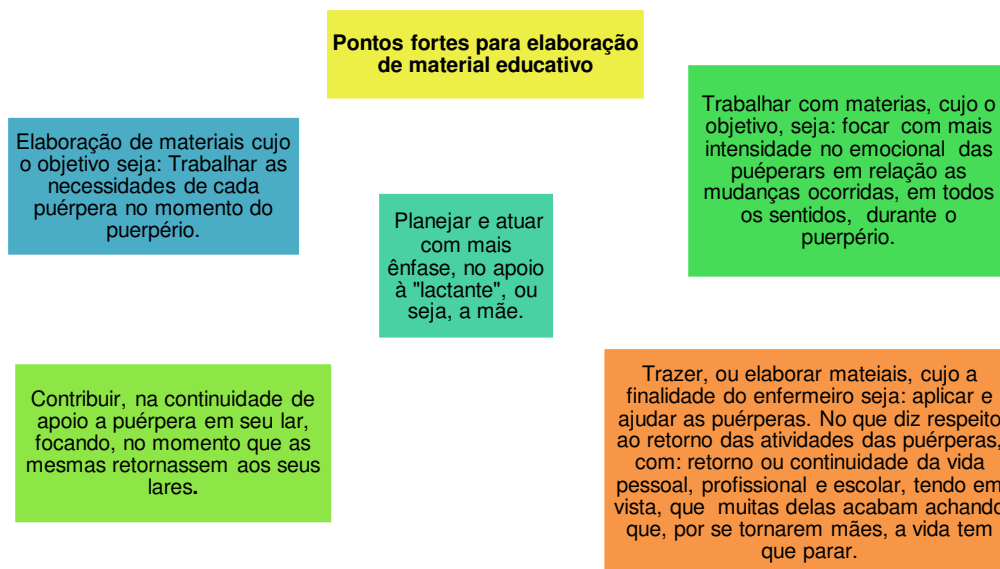 Pontos fortes para elaboração
de material educativo
Elaboração de materiais cujo
o objetivo seja: Trabalhar as
necessidades de cada
puérpera no momento do
puerpério.
Trabalhar com materias, cujo o
objetivo, seja: focar com mais
intensidade no emocional das
puéperars em relação as
mudanças ocorridas, em todos
os sentidos, durante o
puerpério.
Planejar e atuar
com mais
ênfase, no apoio
à "lactante", ou
seja, a mãe.
Contribuir, na continuidade de
apoio a puérpera em seu lar,
focando, no momento que as
mesmas retornassem aos seus
lares.
Trazer, ou elaborar mateiais, cujo a
finalidade do enfermeiro seja: aplicar e
ajudar as puérperas. No que diz respeito
ao retorno das atividades das puérperas,
com: retorno ou continuidade da vida
pessoal, profissional e escolar, tendo em
vista, que muitas delas acabam achando
que, por se tornarem mães, a vida tem
que parar.